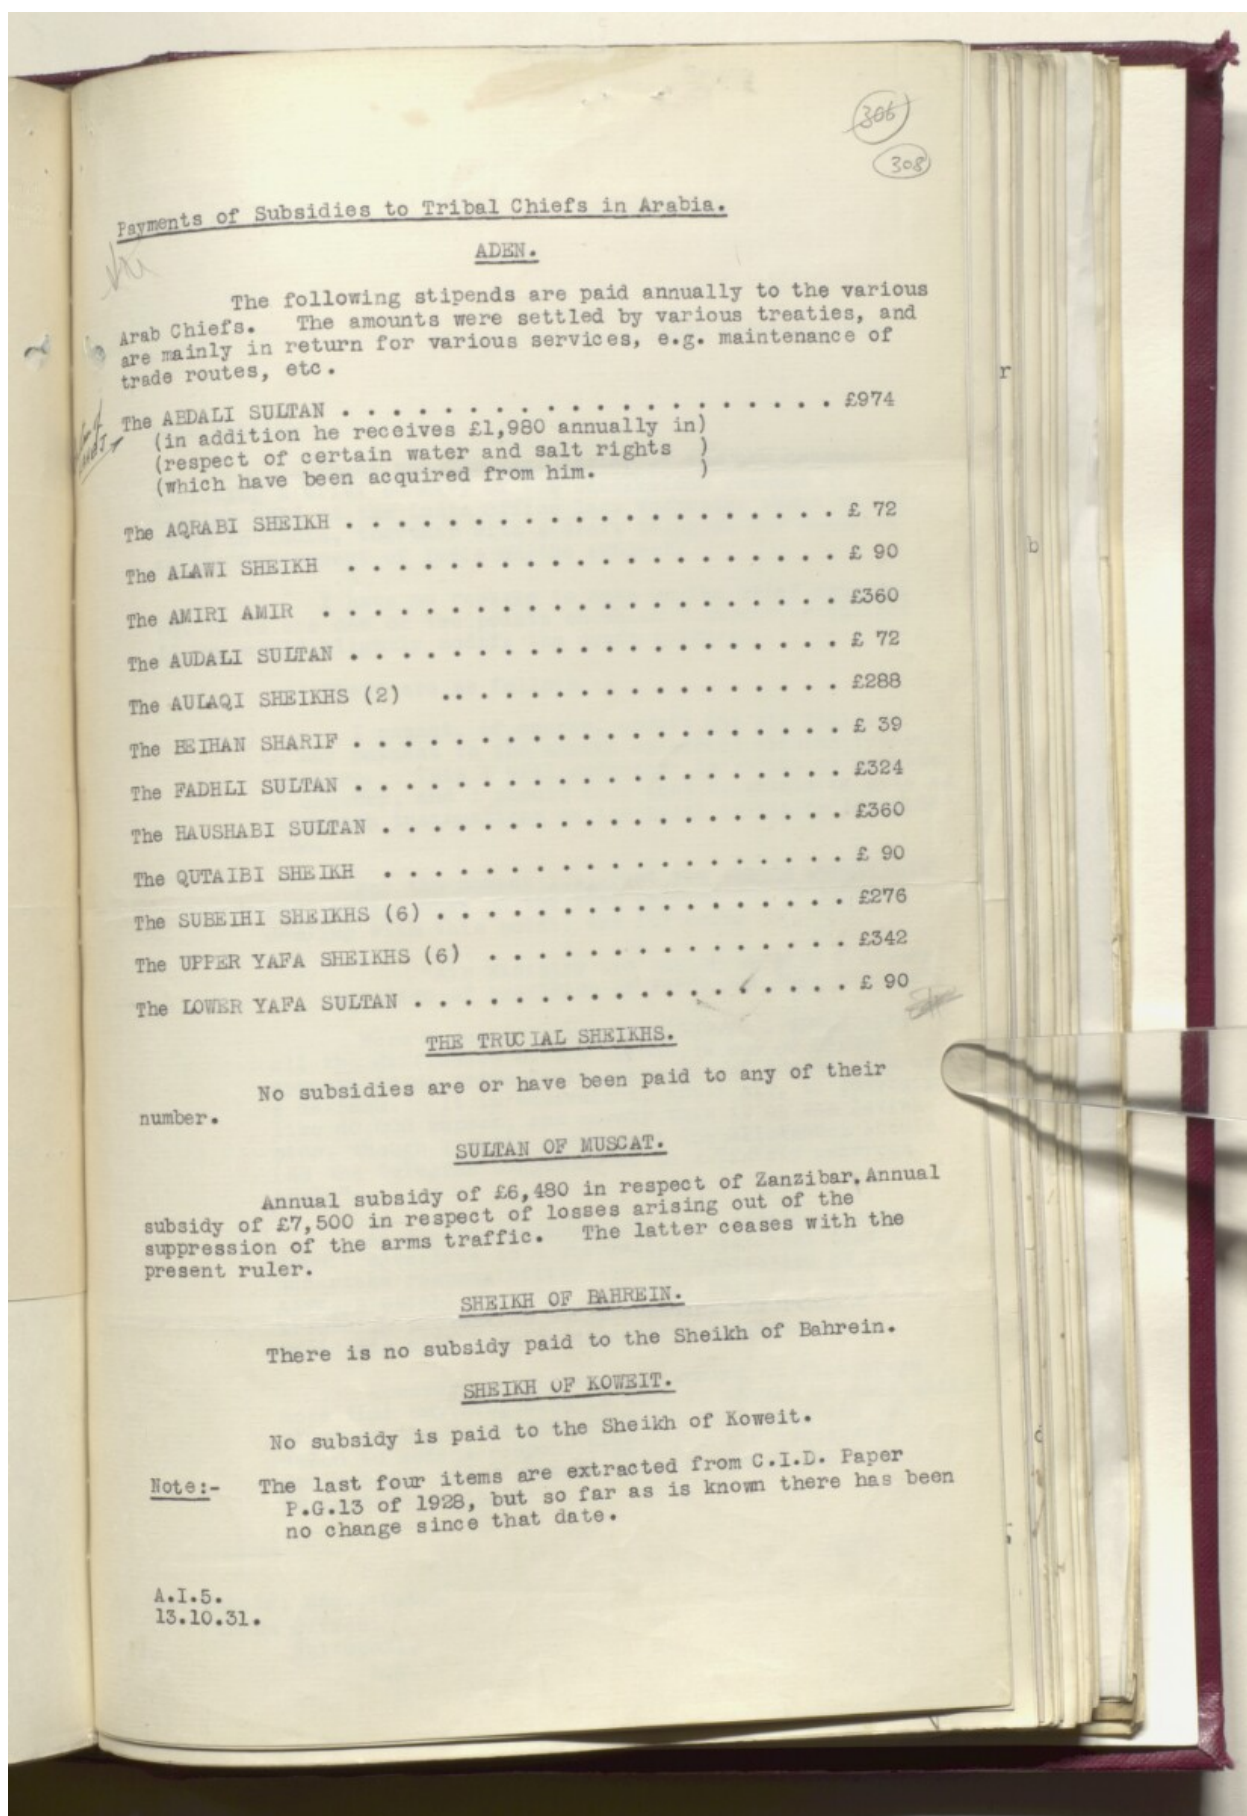 306
308
Payments of Subsidies to Tribal Chiefs in Arabia.
ADEN.
The following stipends are paid annually to the various
Arab Chiefs. The amounts were settled by various treaties, and
are mainly in return for various services, e.g. maintenance of
trade routes, etc.
The ABDALI SULTAN . . . . . . . . . . . . . . . . . . . . £974
(in addition he receives £1,980 annually in)
(respect of certain water and salt rights )
(which have been acquired from him. )
The AQRABI SHEIKH . . . . . . . . . . . . . . . . . . . £ 72
The ALAWI SHEIKH . . . . . . . . . . . . . . . . . . . £ 90
The AMIRI AMIR . . . . . . . . . . . . . . . . . . . . £360
The AUDALI SULTAN . . . . . . . . . . . . . . . . . . . £ 72
The AULAQI SHEIKHS (2) .. . . . . . . . . . . . . . . . £288
The BEIHAN SHARIF . . . . . . . . . . . . . . . . . . . £ 39
The FADHLI SULTAN . . . . . . . . . . . . . . . . . . . £324
The HAUSHABI SULTAN . . . . . . . . . . . . . . . . . . £360
The QUTAIBI SHEIKH . . . . . . . . . . . . . . . . . . £ 90
The SUBEIHI SHEIKHS (6) . . . . . . . . . . . . . . . . £276
The UPPER YAFA SHEIKHS (6) . . . . . . . . . . . . . . £342
The LOWER YAFA SULTAN . . . . . . . . . . . . . . . . . £ 90
THE TRUCIAL SHEIKHS.
No subsidies are or have been paid to any of their
number.
SULTAN OF MUSCAT.
Annual subsidy of £6,480 in respect of Zanzibar. Annual
subsidy of £7,500 in respect of losses arising out of the
suppression of the arms traffic. The latter ceases with the
present ruler.
SHEIKH OF BAHREIN.
There is no subsidy paid to the Sheikh of Bahrein.
SHEIKH OF KOWEIT.
No subsidy is paid to the Sheikh of Koweit.
Note:- The last four items are extracted from C.I.D. Paper
P.G.13 of 1928, but so far as is known there has been
no change since that date.
A.I.5.
13.10.31.